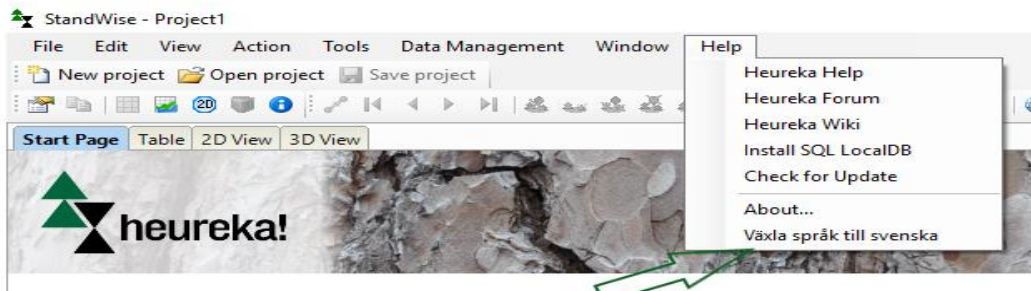 StandWise - Project1
File Edit View Action Tools Data Management Window Help
New project Open project Save project
2D
Start Page Table 2D View 3D View
heureka!
Heureka Help
Heureka Forum
Heureka Wiki
Install SQL LocalDB
Check for Update
About...
Växla språk till svenska